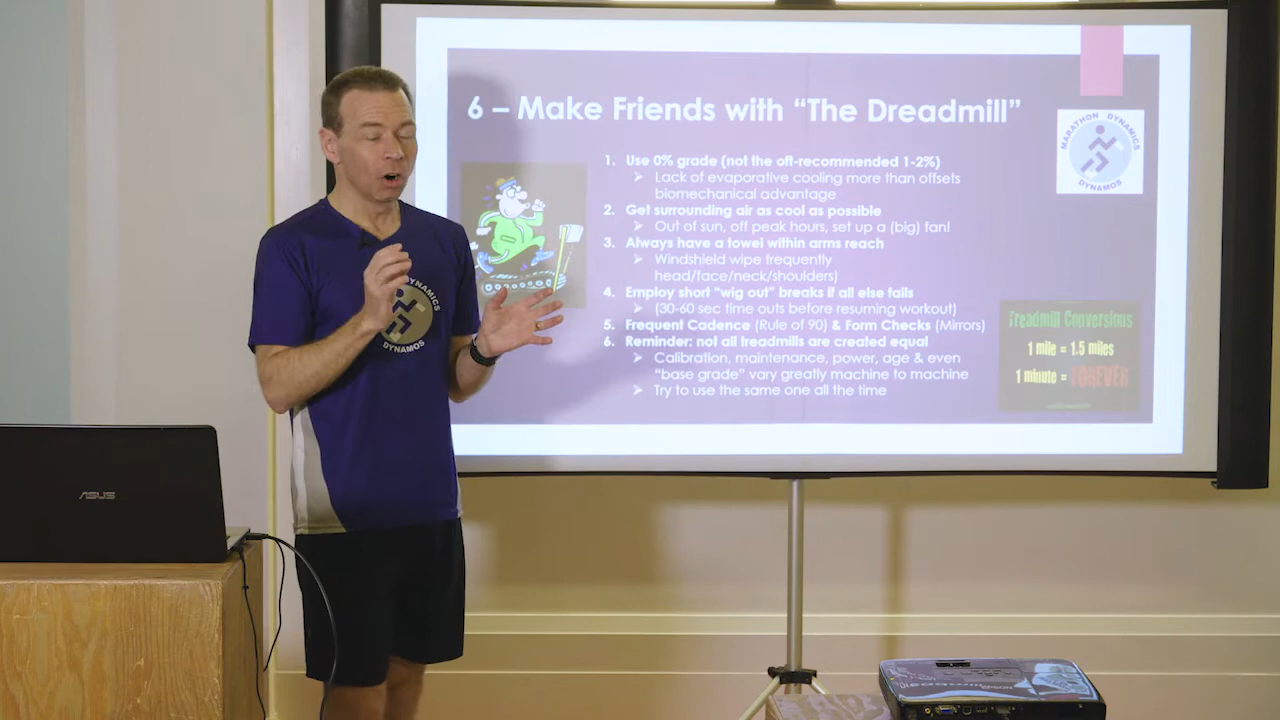 6 – Make Friends with “The Dreadmill”
1. Use 0% grade (not the oft-recommended 1-2%)
Lack of evaporative cooling more than offsets
biomechanical advantage
2. Get surrounding air as cool as possible
Out of sun, off peak hours, set up a (big) fan!
3. Always have a towel within arms reach
Windshield wipe frequently
head/face/neck/shoulders)
4. Employ short “wig out” breaks if all else fails
(30-60 sec time outs before resuming workout)
5. Frequent Cadence (Rule of 90) & Form Checks (Mirrors)
6. Reminder: not all treadmills are created equal
Calibration, maintenance, power, age & even
“base grade” vary greatly machine to machine
Try to use the same one all the time
MARATHON DYNAMICS
DYNAMOS
Treadmill Conversions
1 mile = 1.5 miles
1 minute = FOREVER
DYNAMICS
DYNAMOS
ASUS